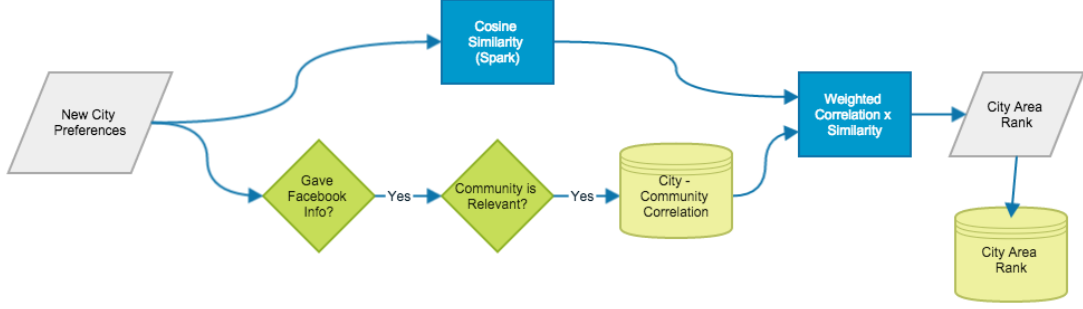 New City
Preferences
Cosine
Similarity
(Spark)
Gave
Facebook
Info?
Yes
Community is
Relevant?
Yes
City -
Community
Correlation
Weighted
Correlation x
Similarity
City Area
Rank
City Area
Rank